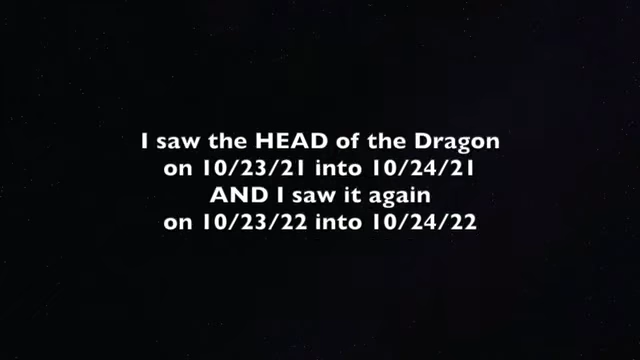 I saw the HEAD of the Dragon
on 10/23/21 into 10/24/21
AND I saw it again
on 10/23/22 into 10/24/22